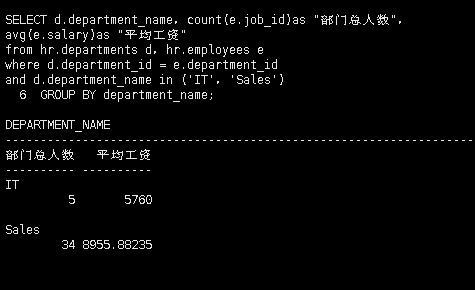 SELECT d.department_name, count(e.job_id)as "部门总人数",
avg(e.salary)as "平均工资"
from hr.departments d, hr.employees e
where d.department_id = e.department_id
and d.department_name in ('IT', 'Sales')
  6  GROUP BY department_name;
DEPARTMENT_NAME
--------------------------------------------------------------------
部门总人数   平均工资
---------- ----------
IT
         5       5760
Sales
        34 8955.88235